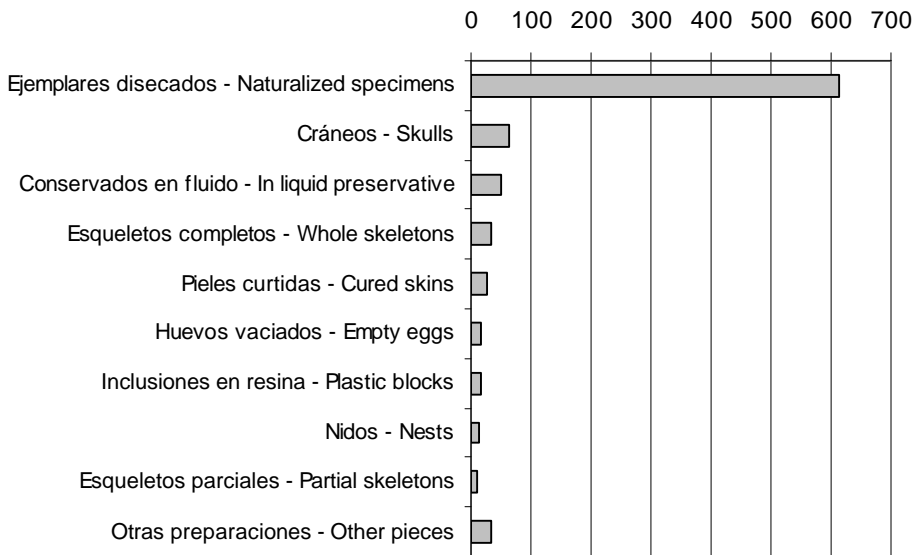 0 100 200 300 400 500 600 700
Ejemplares disecados - Naturalized specimens
Cráneos - Skulls
Conservados en fluido - In liquid preservative
Esqueletos completos - Whole skeletons
Pieles curtidas - Cured skins
Huevos vaciados - Empty eggs
Inclusiones en resina - Plastic blocks
Nidos - Nests
Esqueletos parciales - Partial skeletons
Otras preparaciones - Other pieces